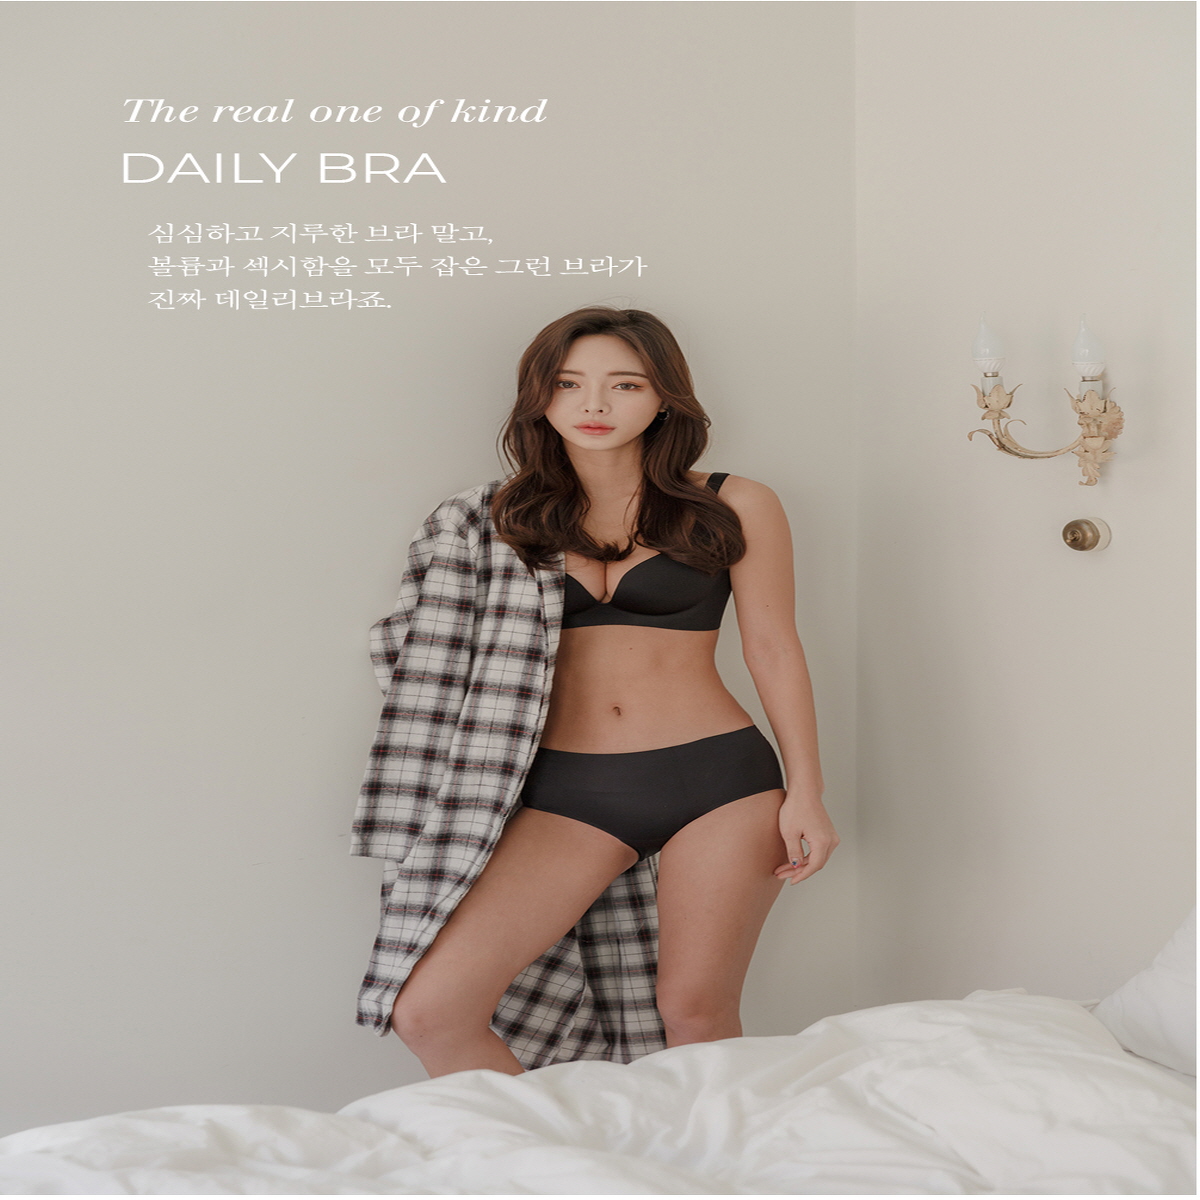 The real one of kind
DAILY BRA
심심하고 지루한 브라 말고,
볼륨과 섹시함을 모두 잡은 그런 브라가
진짜 데일리브라죠.